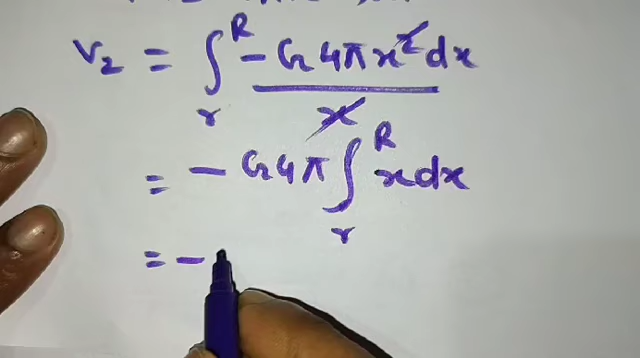 V₂ = ∫ᵣᴿ -G4πx²dx / x
= - G4π ∫ᵣᴿ xdx
= -